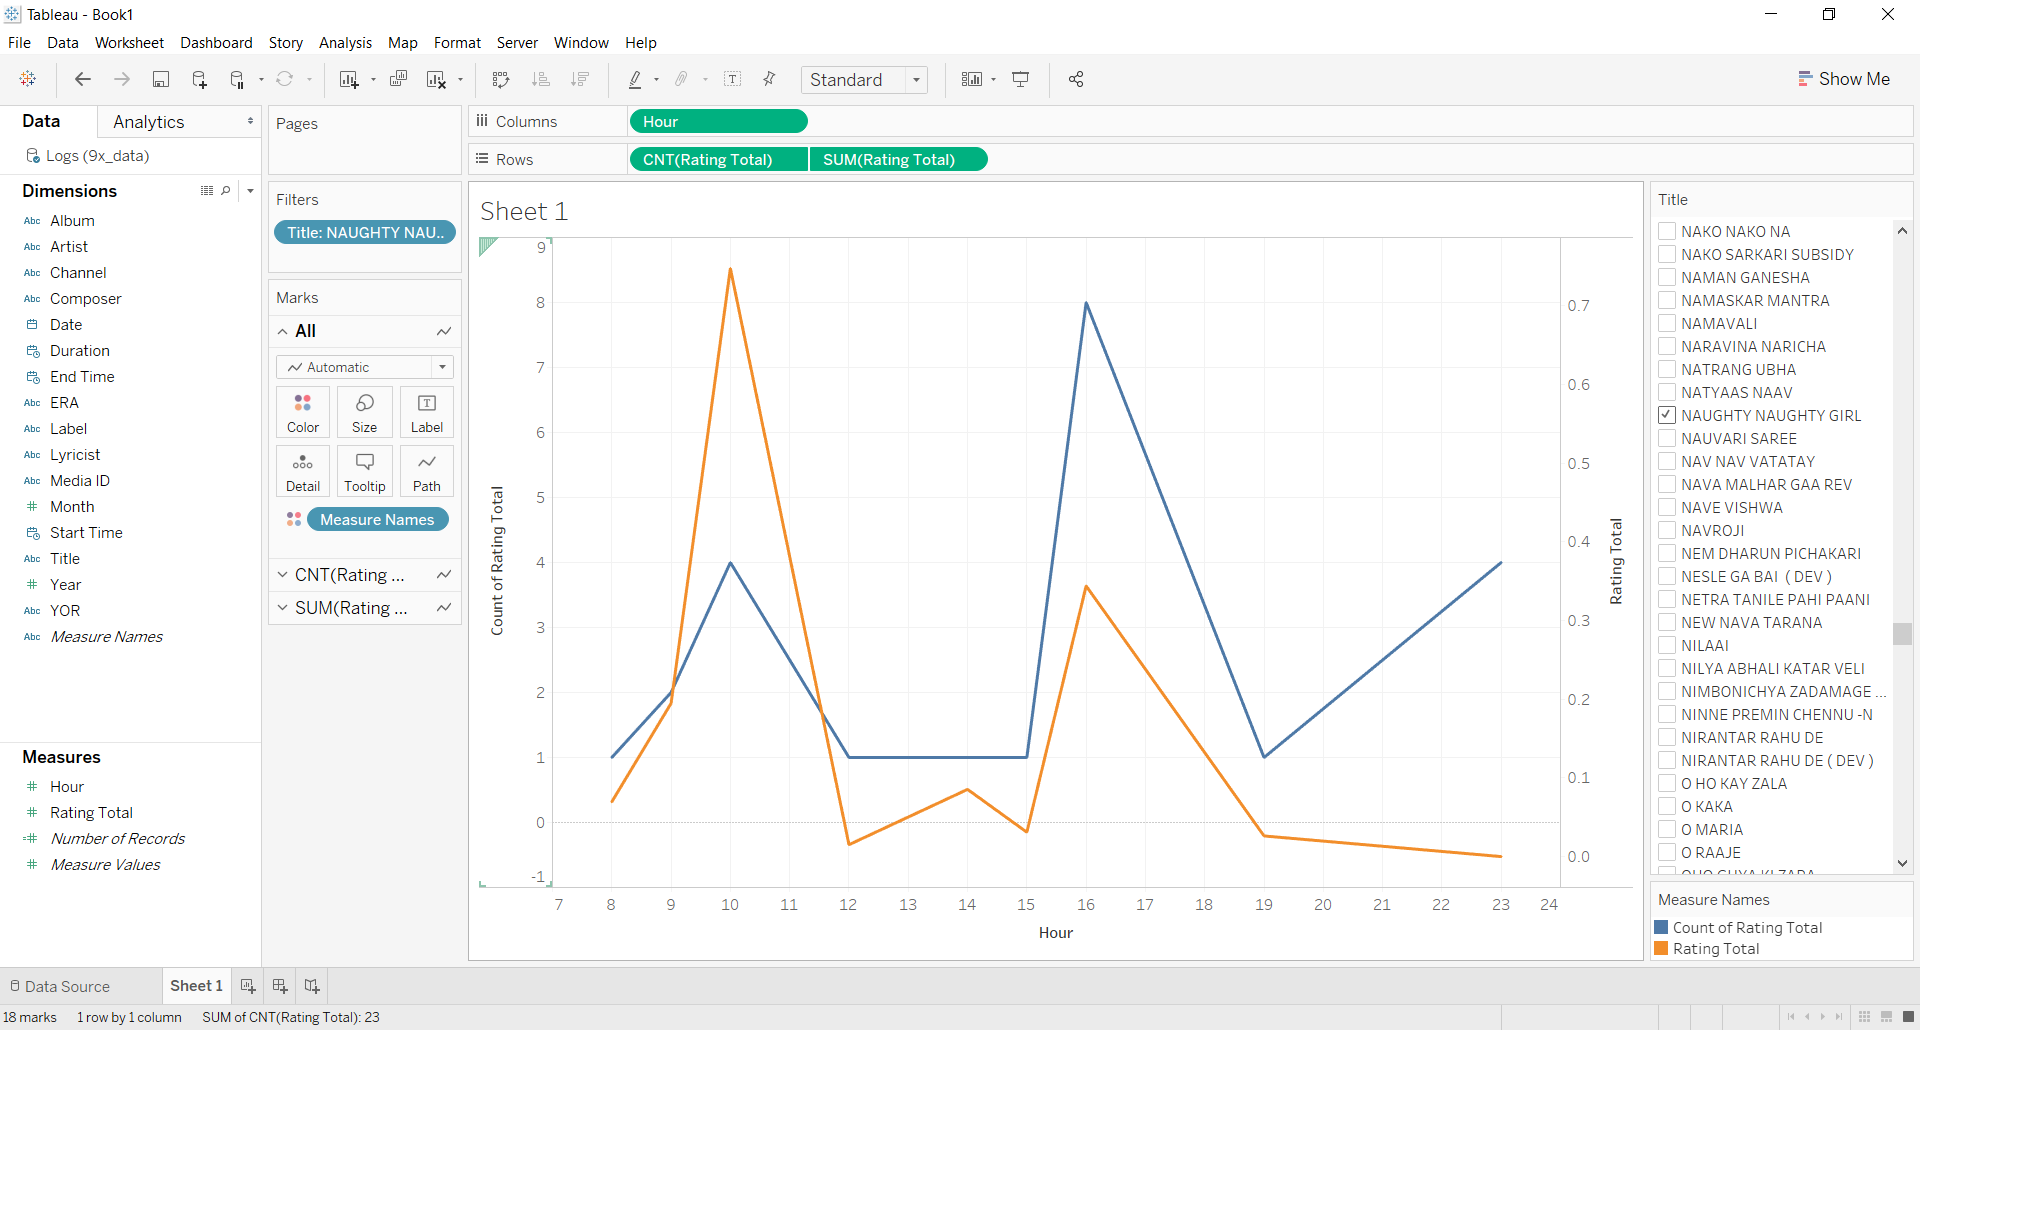 Tableau - Book1
File Data Worksheet Dashboard Story Analysis Map Format Server Window Help
Standard
Show Me
Data Analytics
Logs (9x_data)
Dimensions
Abc Album
Abc Artist
Abc Channel
Abc Composer
Date
Duration
End Time
Abc ERA
Abc Label
Abc Lyricist
Abc Media ID
# Month
Start Time
Abc Title
# Year
Abc YOR
Abc Measure Names
Measures
# Hour
# Rating Total
=# Number of Records
# Measure Values
Pages
Filters
Title: NAUGHTY NAU..
Marks
All
Automatic
Color Size Label
Detail Tooltip Path
Measure Names
CNT(Rating ...
SUM(Rating ...
Columns Hour
Rows CNT(Rating Total) SUM(Rating Total)
Sheet 1
Count of Rating Total
9
8
7
6
5
4
3
2
1
0
-1
7 8 9 10 11 12 13 14 15 16 17 18 19 20 21 22 23 24
Hour
0.7
0.6
0.5
0.4
0.3
0.2
0.1
0.0
Rating Total
Title
NAKO NAKO NA
NAKO SARKARI SUBSIDY
NAMAN GANESHA
NAMASKAR MANTRA
NAMAVALI
NARAVINA NARICHA
NATRANG UBHA
NATYAAS NAAV
NAUGHTY NAUGHTY GIRL
NAUVARI SAREE
NAV NAV VATATAY
NAVA MALHAR GAA REV
NAVE VISHWA
NAVROJI
NEM DHARUN PICHAKARI
NESLE GA BAI ( DEV )
NETRA TANILE PAHI PAANI
NEW NAVA TARANA
NILAAI
NILYA ABHALI KATAR VELI
NIMBONICHYA ZADAMAGE ...
NINNE PREMIN CHENNU -N
NIRANTAR RAHU DE
NIRANTAR RAHU DE ( DEV )
O HO KAY ZALA
O KAKA
O MARIA
O RAAJE
Measure Names
Count of Rating Total
Rating Total
Data Source Sheet 1
18 marks 1 row by 1 column SUM of CNT(Rating Total): 23